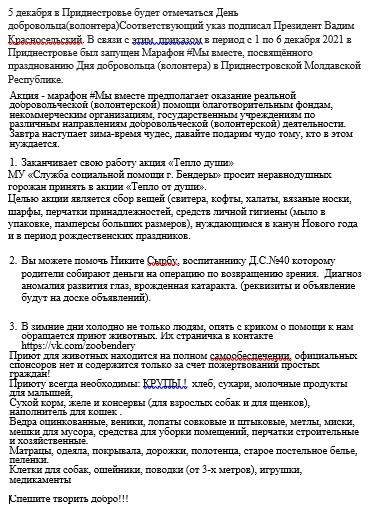 5 декабря в Приднестровье будет отмечаться День
добровольца(волонтера)Соответствующий указ подписал Президент Вадим
Красносельский. В связи с этим приказом в период с 1 по 6 декабря 2021 в
Приднестровье был запущен Марафон #Мы вместе, посвящённого
празднованию Дня добровольца (волонтера) в Приднестровской Молдавской
Республике.
Акция - марафон #Мы вместе предполагает оказание реальной
добровольческой (волонтерской) помощи благотворительным фондам,
некоммерческим организациям, государственным учреждениям по
различным направлениям добровольческой (волонтерской) деятельности.
Завтра наступает зима-время чудес, давайте подарим чудо тому, кто в этом
нуждается.
1. Заканчивает свою работу акция «Тепло души»
МУ «Служба социальной помощи г. Бендеры» просит неравнодушных
горожан принять в акции «Тепло от души».
Целью акции является сбор вещей (свитера, кофты, халаты, вязаные носки,
шарфы, перчатки принадлежностей, средств личной гигиены (мыло в
упаковке, памперсы больших размеров), нуждающимся в канун Нового года
и в период рождественских праздников.
2. Вы можете помочь Никите Сырбу, воспитаннику Д.С.№40 которому
родители собирают деньги на операцию по возвращению зрения. Диагноз
аномалия развития глаз, врожденная катаракта. (реквизиты и объявление
будут на доске объявлений).
3. В зимние дни холодно не только людям, опять с криком о помощи к нам
обращается приют животных. Их страничка в контакте
https://vk.com/zoobendery
Приют для животных находится на полном самообеспечении, официальных
спонсоров нет и содержится только за счет пожертвований простых
граждан!
Приюту всегда необходимы: КРУПЫ ! хлеб, сухари, молочные продукты
для малышей,
Сухой корм, желе и консервы (для взрослых собак и для щенков),
наполнитель для кошек .
Ведра оцинкованные, веники, лопаты совковые и штыковые, метлы, миски,
мешки для мусора, средства для уборки помещений, перчатки строительные
и хозяйственные.
Матрацы, одеяла, покрывала, дорожки, полотенца, старое постельное белье,
пеленки.
Клетки для собак, ошейники, поводки (от 3-х метров), игрушки,
медикаменты
Спешите творить добро!!!